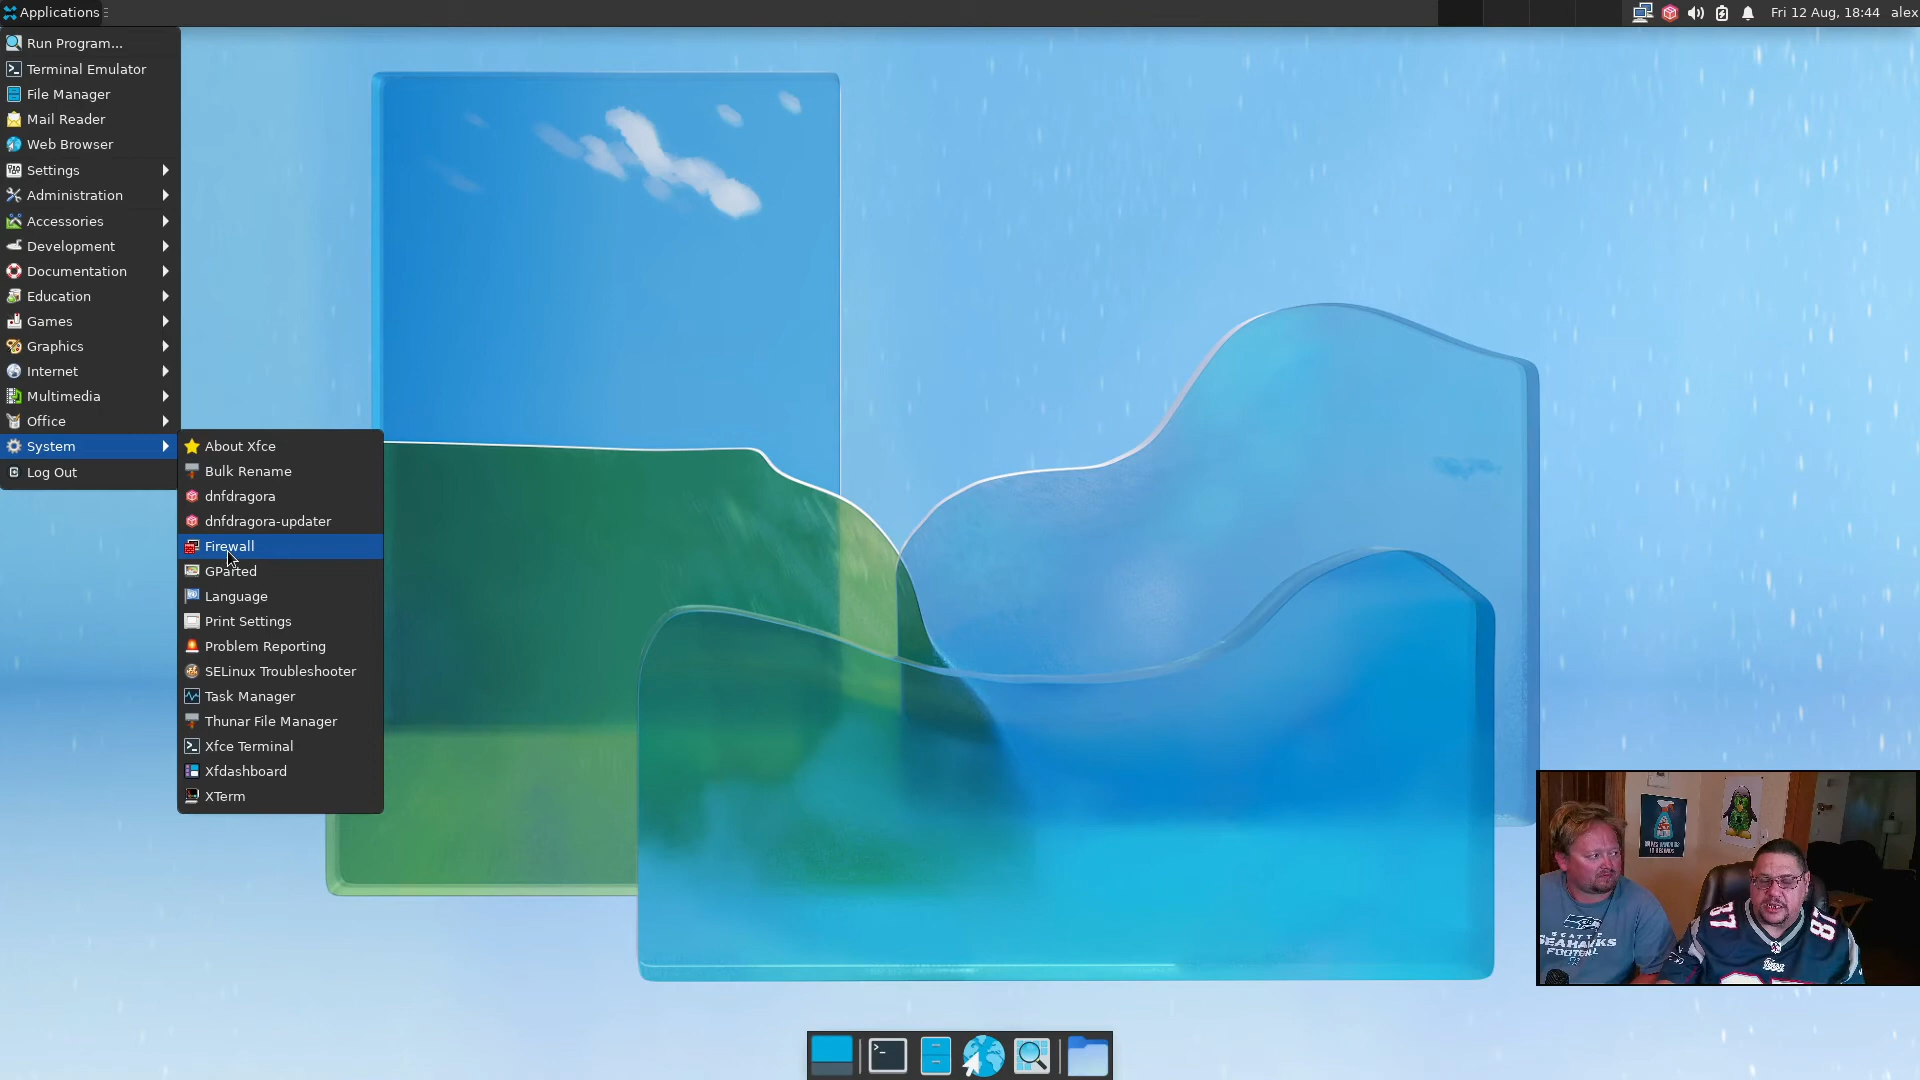 Applications
Fri 12 Aug, 18:44
alex
Run Program...
Terminal Emulator
File Manager
Mail Reader
Web Browser
Settings
Administration
Accessories
Development
Documentation
Education
Games
Graphics
Internet
Multimedia
Office
System
Log Out
About Xfce
Bulk Rename
dnfdragora
dnfdragora-updater
Firewall
GParted
Language
Print Settings
Problem Reporting
SELinux Troubleshooter
Task Manager
Thunar File Manager
Xfce Terminal
Xfdashboard
XTerm
SEATTLE
SEAHAWKS
FOOTBALL
87
87